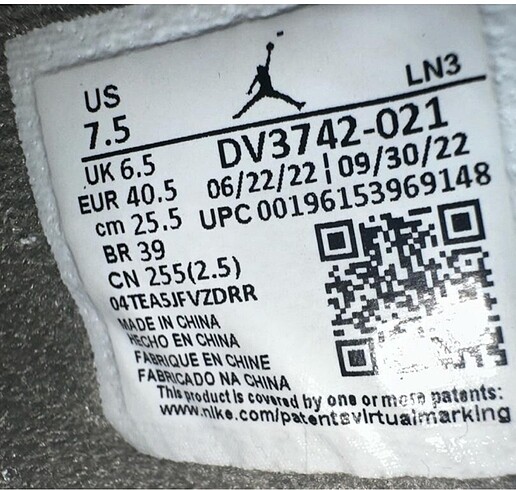 LN3
US
7.5
DV3742-021
UK 6.5
06/22/22 | 09/30/22
EUR 40.5
UPC 00196153969148
cm 25.5
BR 39
CN 255(2.5)
04TEA5JFVZDRR
MADE IN CHINA
HECHO EN CHINA
FABRIQUE EN CHINE
FABRICADO NA CHINA
This product is covered by one or more patents:
www.nike.com/patentsvirtualmarking